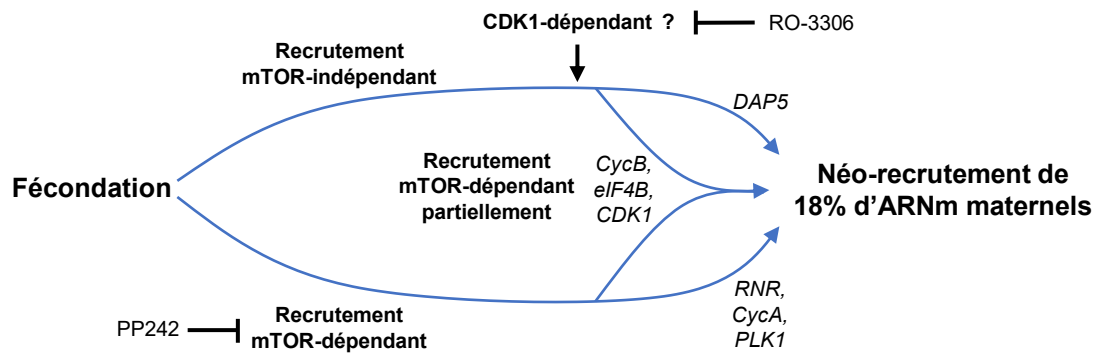 CDK1-dépendant ?
RO-3306
Recrutement
mTOR-indépendant
DAP5
Fécondation
Recrutement
mTOR-dépendant
partiellement
CycB,
eIF4B,
CDK1
Néo-recrutement de
18% d'ARNm maternels
PP242
Recrutement
mTOR-dépendant
RNR,
CycA,
PLK1